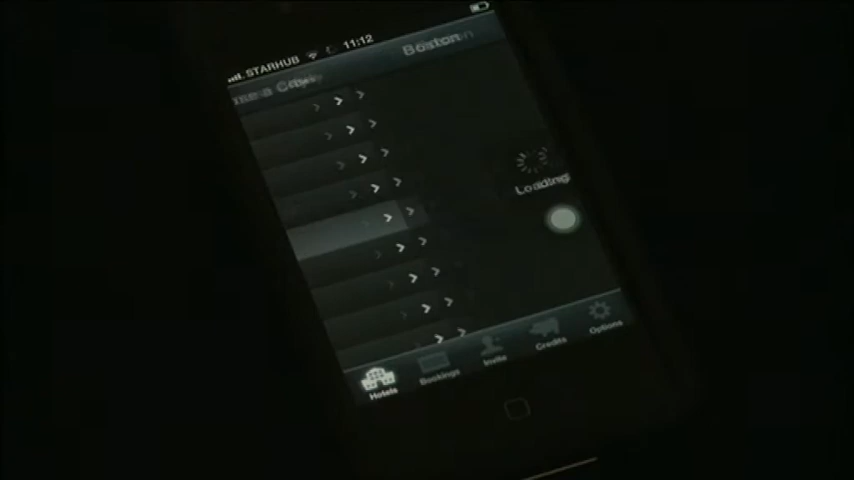 STARHUB 11:12
Boston
Loading
Hotels
Bookings
Invite
Credits
Options